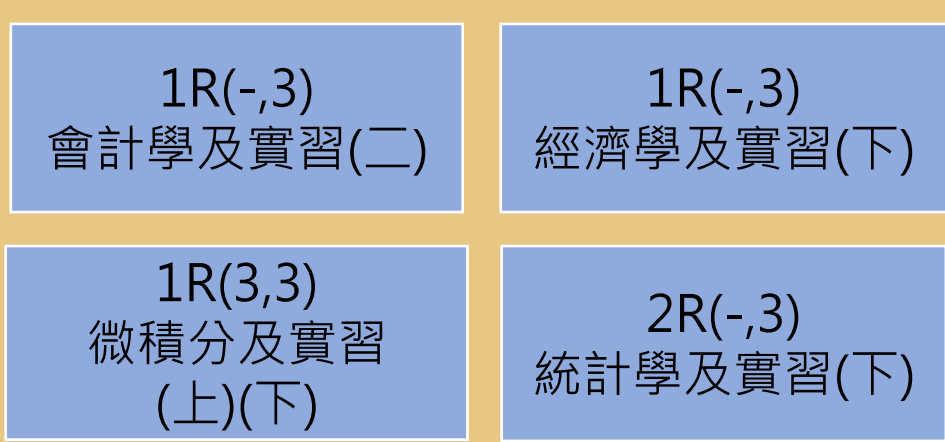 1R(-,3)
會計學及實習(二)
1R(-,3)
經濟學及實習(下)
1R(3,3)
微積分及實習
(上)(下)
2R(-,3)
統計學及實習(下)